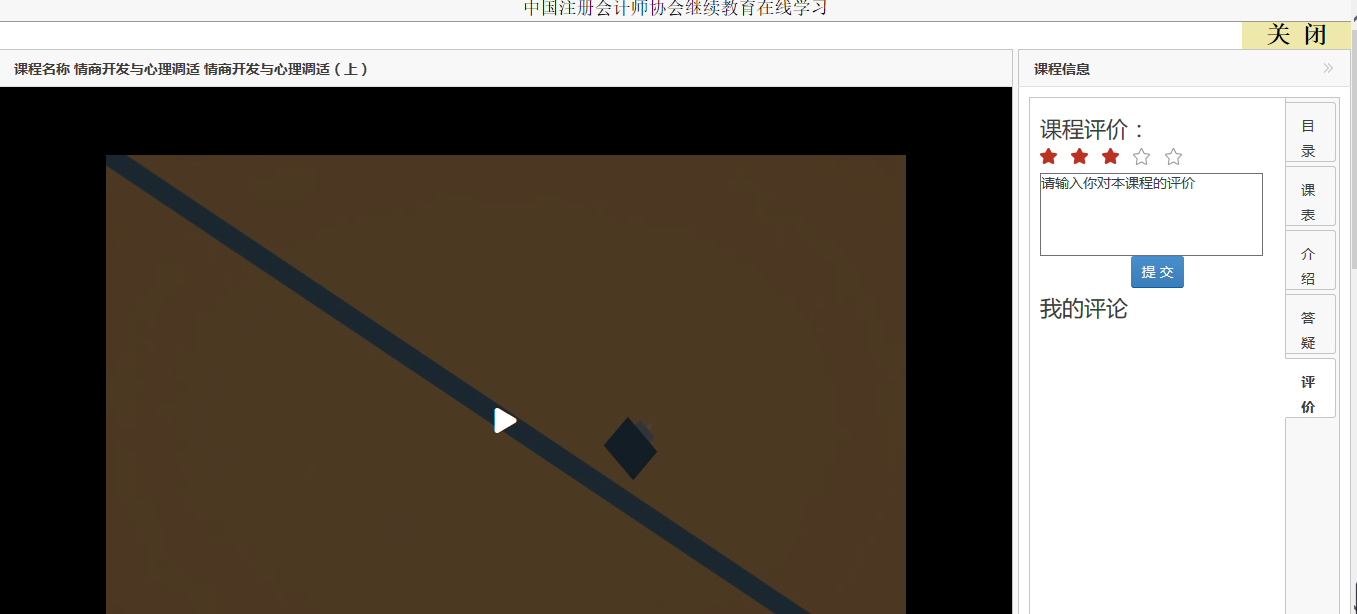 中国注册会计师协会继续教育在线学习
关 闭
课程名称 情商开发与心理调适 情商开发与心理调适（上）
课程信息
课程评价：
请输入你对本课程的评价
提 交
我的评论
目
录
课
表
介
绍
答
疑
评
价